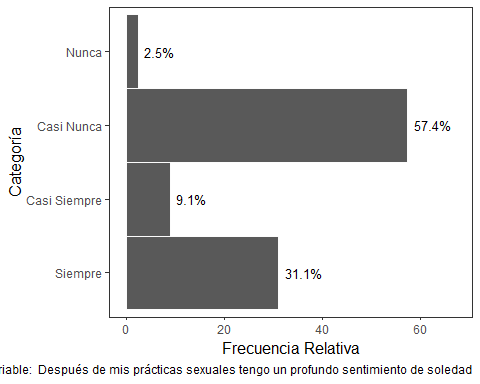 Nunca
2.5%
Casi Nunca
57.4%
Categoría
Casi Siempre
9.1%
Siempre
31.1%
0 20 40 60
Frecuencia Relativa
riable: Después de mis prácticas sexuales tengo un profundo sentimiento de soledad